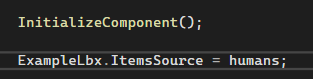 InitializeComponent();
ExampleLbx.ItemsSource = humans;